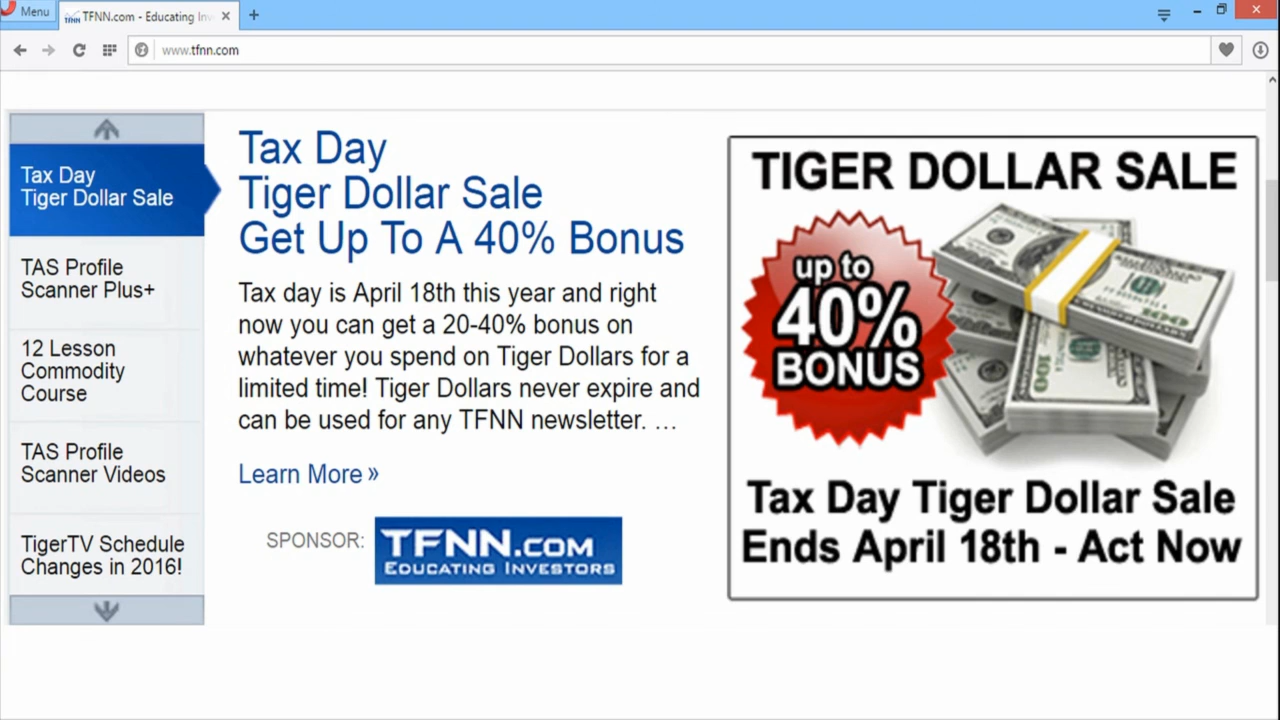 Menu
TFNN.com - Educating Inv
www.tfnn.com
Tax Day
Tiger Dollar Sale
TAS Profile
Scanner Plus+
12 Lesson
Commodity
Course
TAS Profile
Scanner Videos
TigerTV Schedule
Changes in 2016!
Tax Day
Tiger Dollar Sale
Get Up To A 40% Bonus
Tax day is April 18th this year and right
now you can get a 20-40% bonus on
whatever you spend on Tiger Dollars for a
limited time! Tiger Dollars never expire and
can be used for any TFNN newsletter. …
Learn More »
SPONSOR:
TFNN.COM
EDUCATING INVESTORS
TIGER DOLLAR SALE
up to
40%
BONUS
100
100
Tax Day Tiger Dollar Sale
Ends April 18th - Act Now